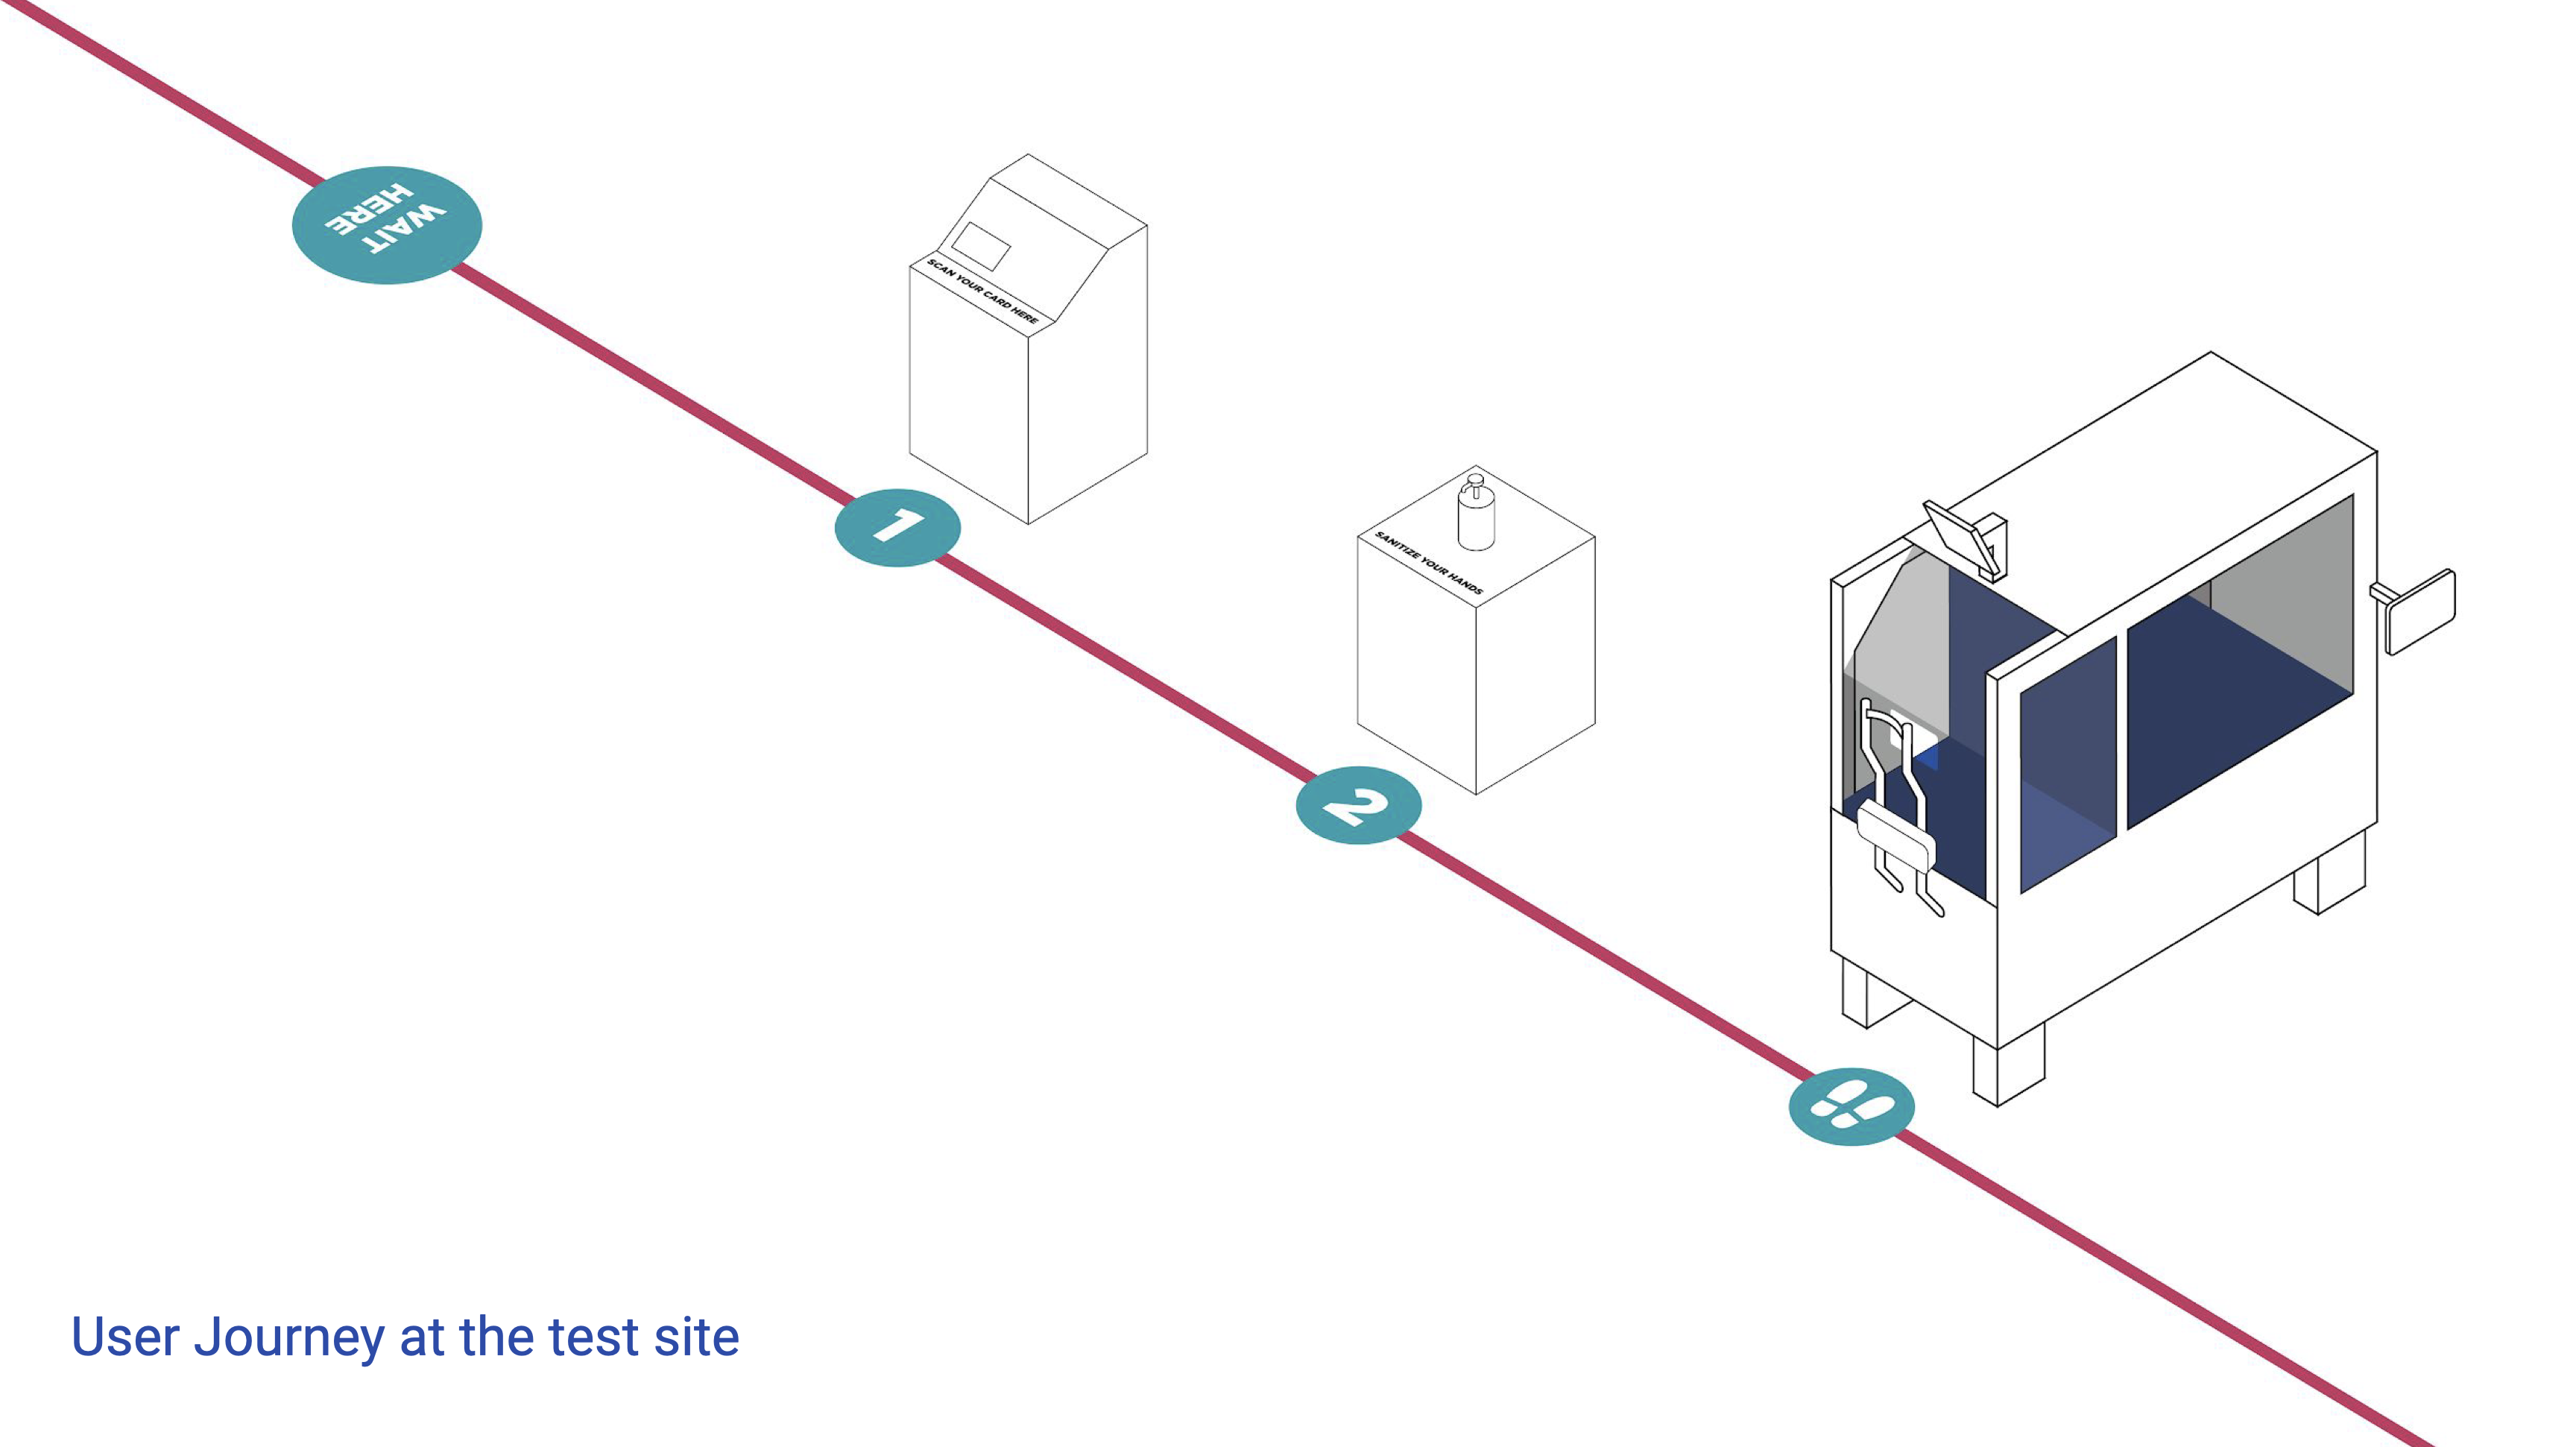 WAIT
HERE
SCAN YOUR CARD HERE
1
SANITIZE YOUR HANDS
2
User Journey at the test site